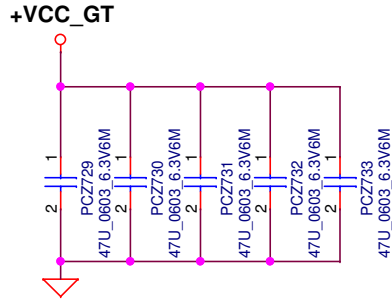 +VCC_GT
1
2
PCZ729
47U_0603_6.3V6M
1
2
PCZ730
47U_0603_6.3V6M
1
2
PCZ731
47U_0603_6.3V6M
1
2
PCZ732
47U_0603_6.3V6M
1
2
PCZ733
47U_0603_6.3V6M